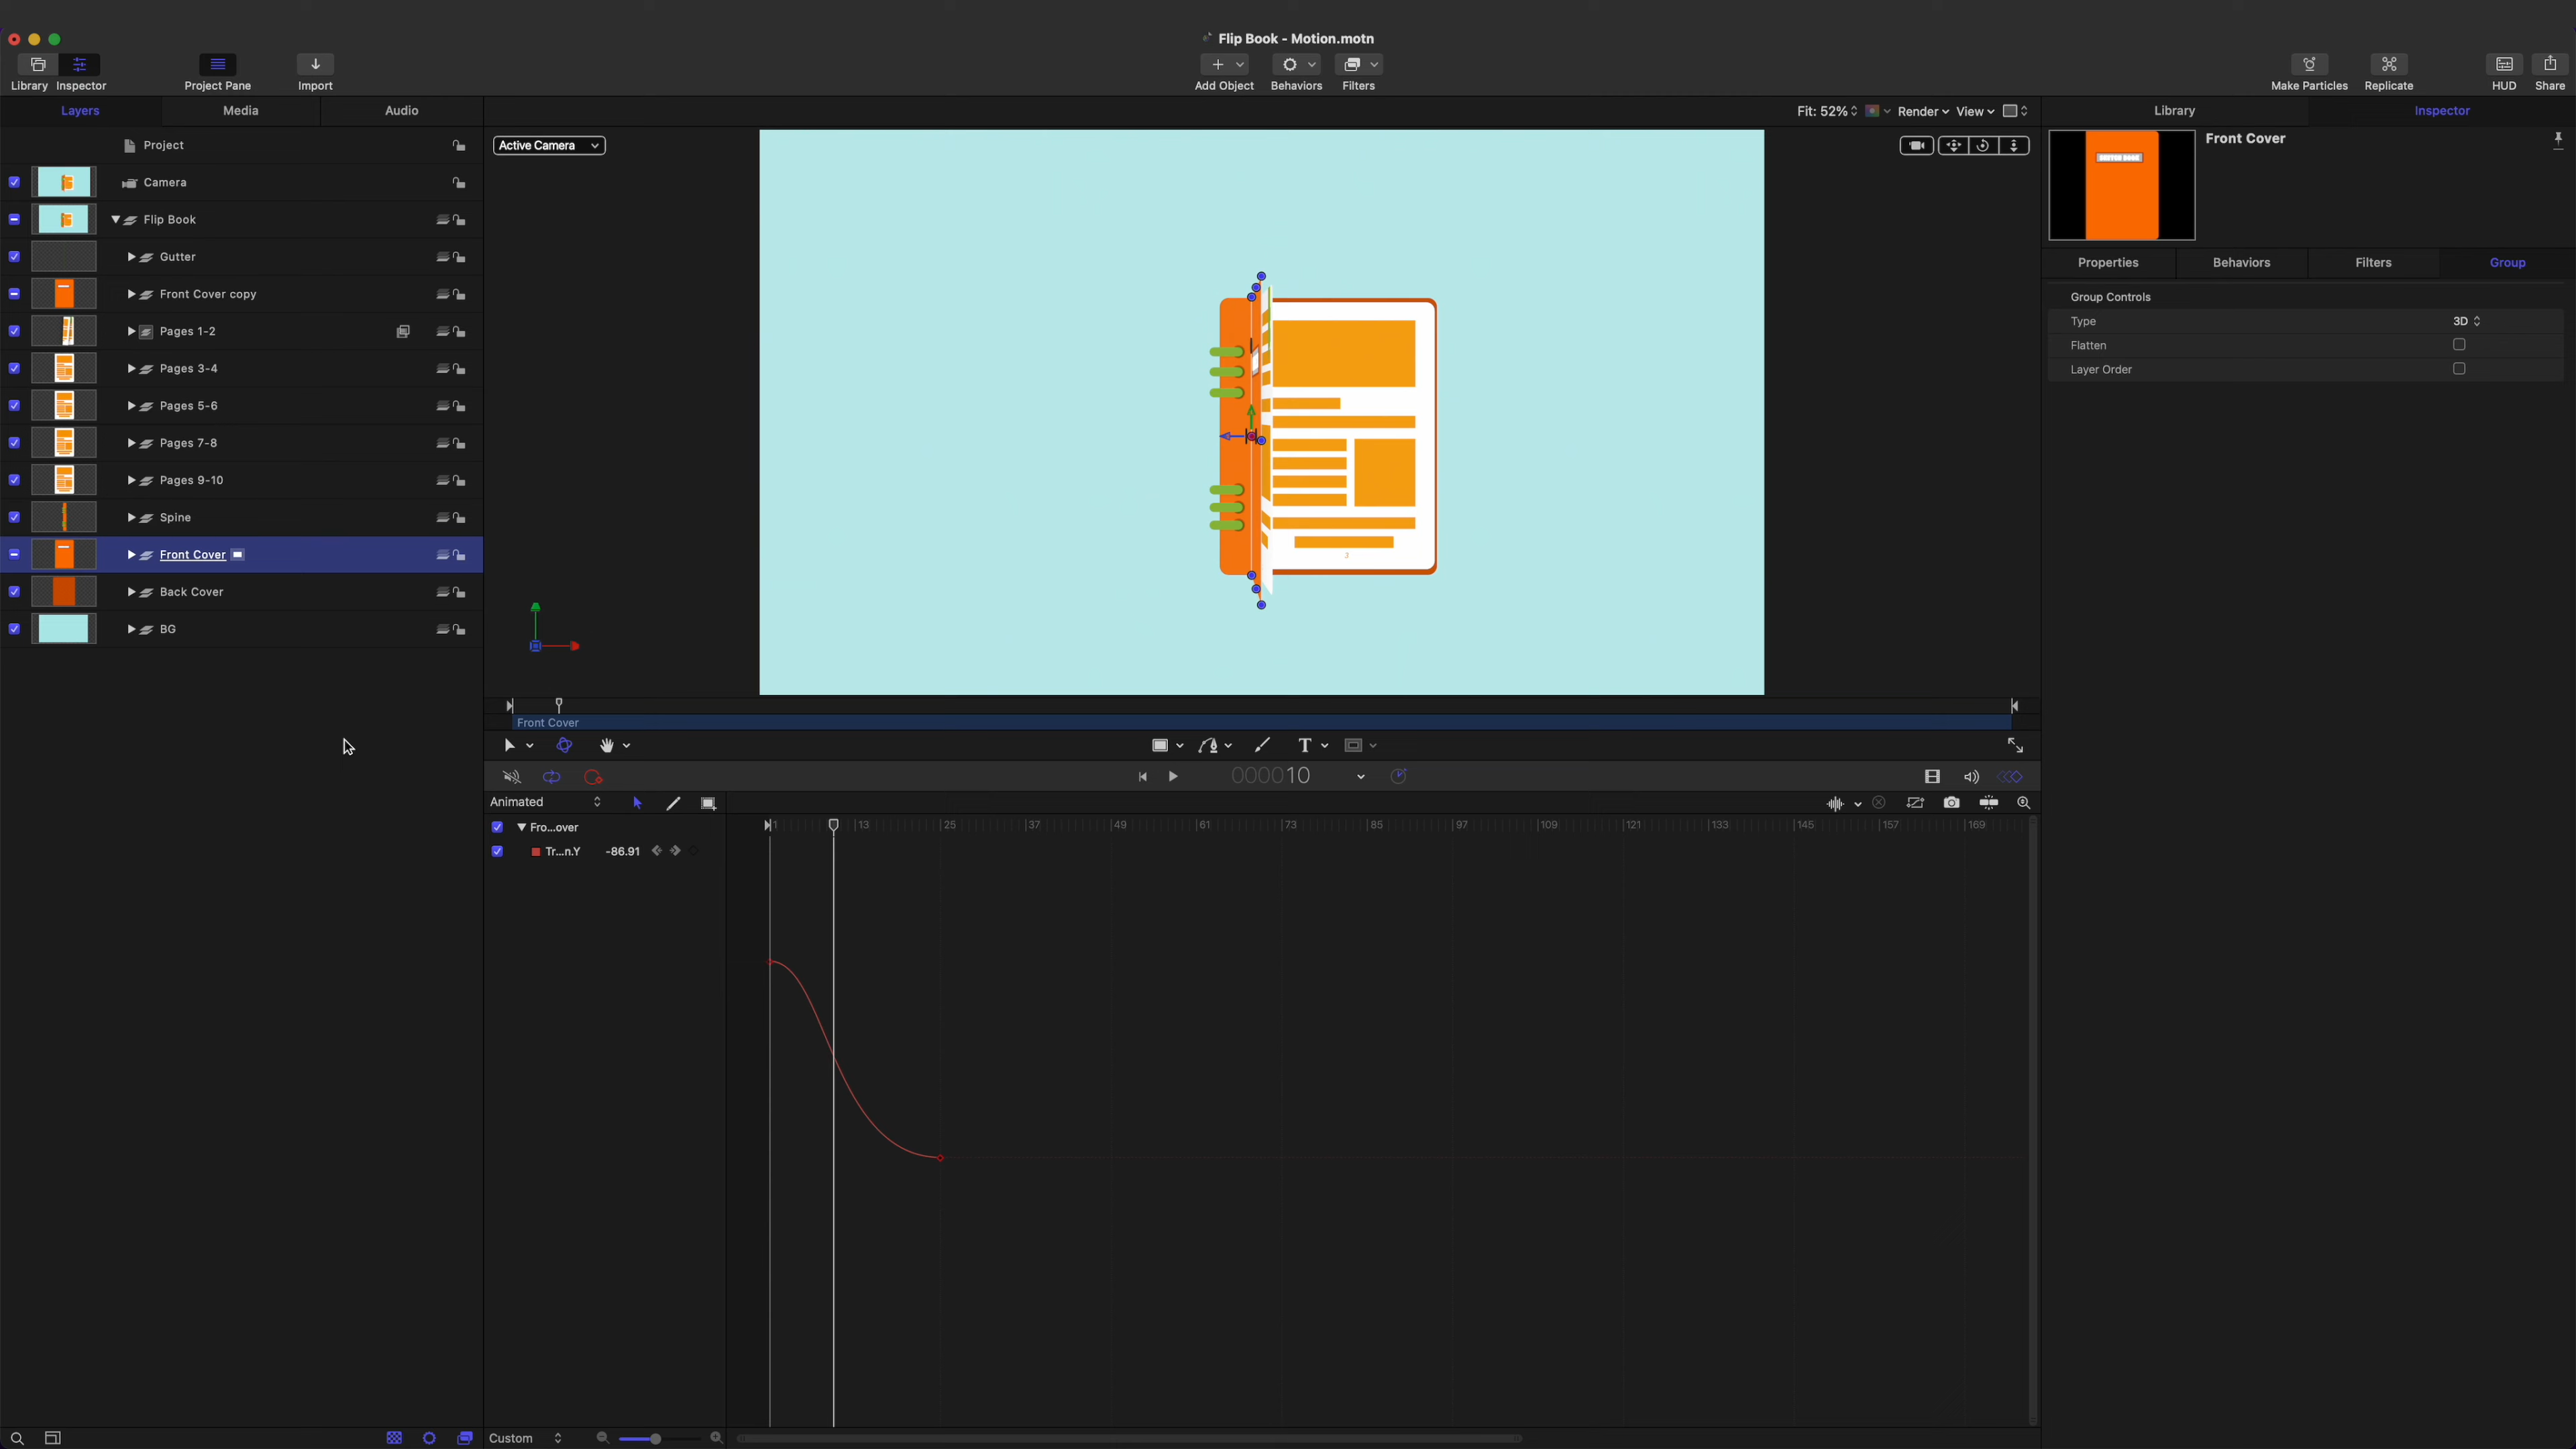 Flip Book - Motion.motn
Library Inspector Project Pane Import Add Object Behaviors Filters Make Particles Replicate HUD Share
Layers Media Audio Fit: 52% Render View Library Inspector
Project
Active Camera
Front Cover
Camera
Flip Book
Gutter
Front Cover copy
Pages 1-2
Pages 3-4
Pages 5-6
Pages 7-8
Pages 9-10
Spine
Front Cover
Back Cover
BG
3
SKETCH BOOK
Properties Behaviors Filters Group
Group Controls
Type 3D
Flatten
Layer Order
Front Cover
T
000010
Animated
Fro...over
Tr...n.Y -86.91
1 13 25 37 49 61 73 85 97 109 121 133 145 157 169
Custom